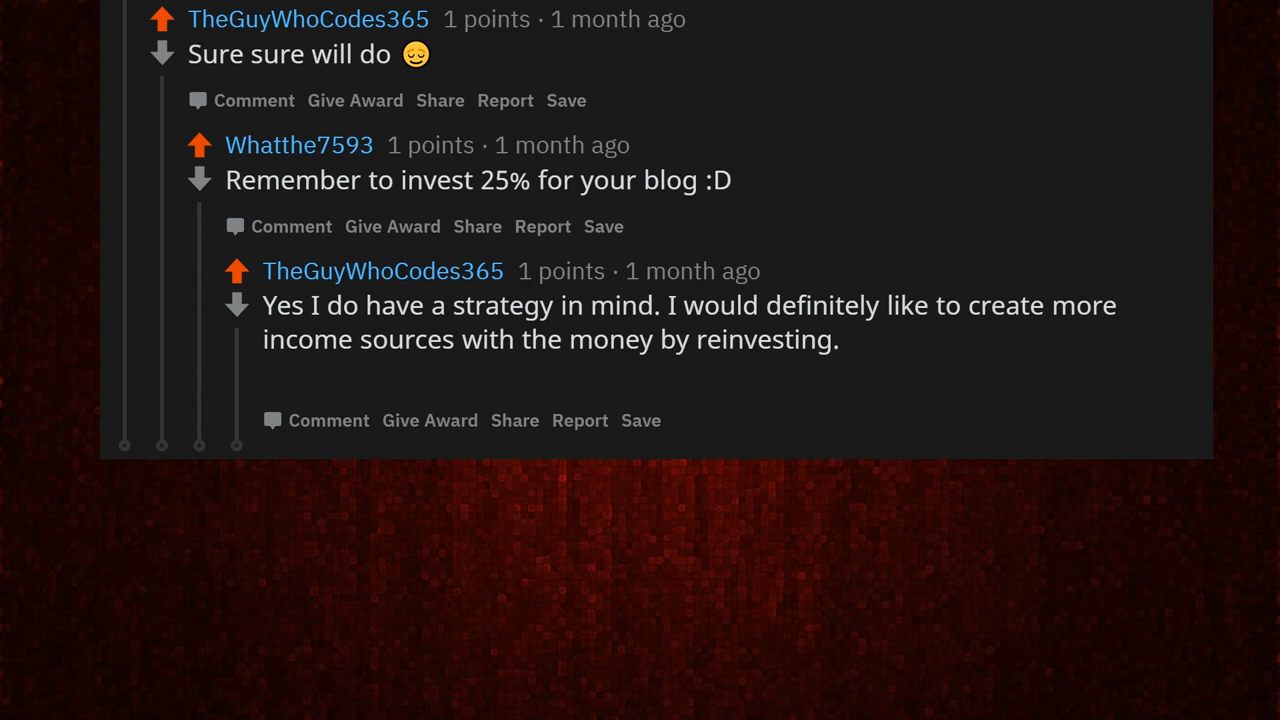 TheGuyWhoCodes365 1 points · 1 month ago
Sure sure will do 😌
Comment Give Award Share Report Save
Whatthe7593 1 points · 1 month ago
Remember to invest 25% for your blog :D
Comment Give Award Share Report Save
TheGuyWhoCodes365 1 points · 1 month ago
Yes I do have a strategy in mind. I would definitely like to create more
income sources with the money by reinvesting.
Comment Give Award Share Report Save